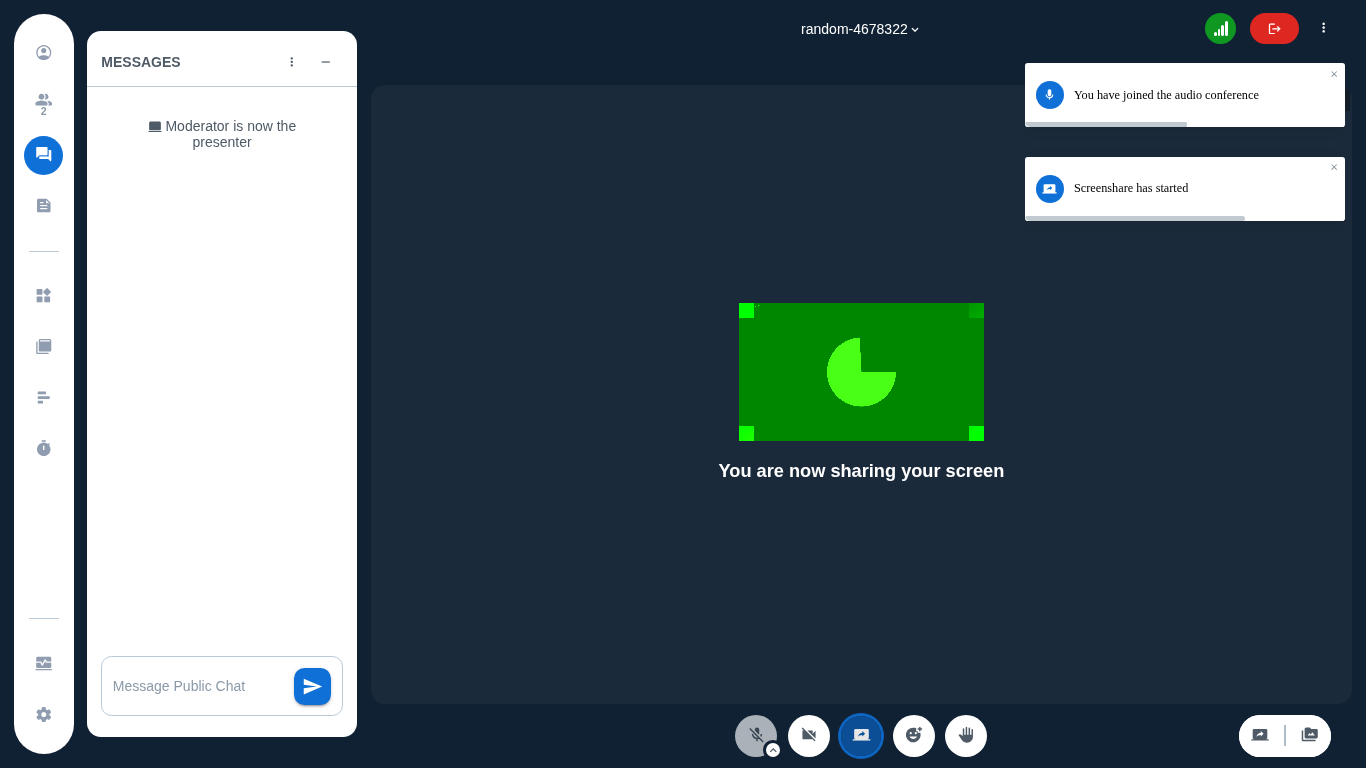 random-4678322
2
MESSAGES
Moderator is now the
presenter
You have joined the audio conference
Screenshare has started
You are now sharing your screen
Message Public Chat